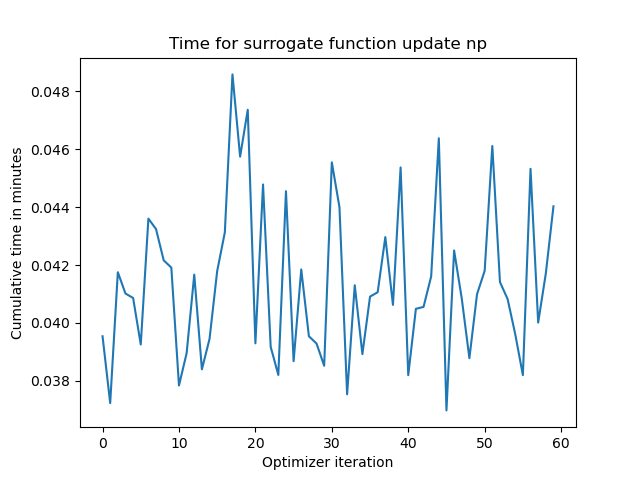 Time for surrogate function update np
Cumulative time in minutes
0.048
0.046
0.044
0.042
0.040
0.038
0 10 20 30 40 50 60
Optimizer iteration